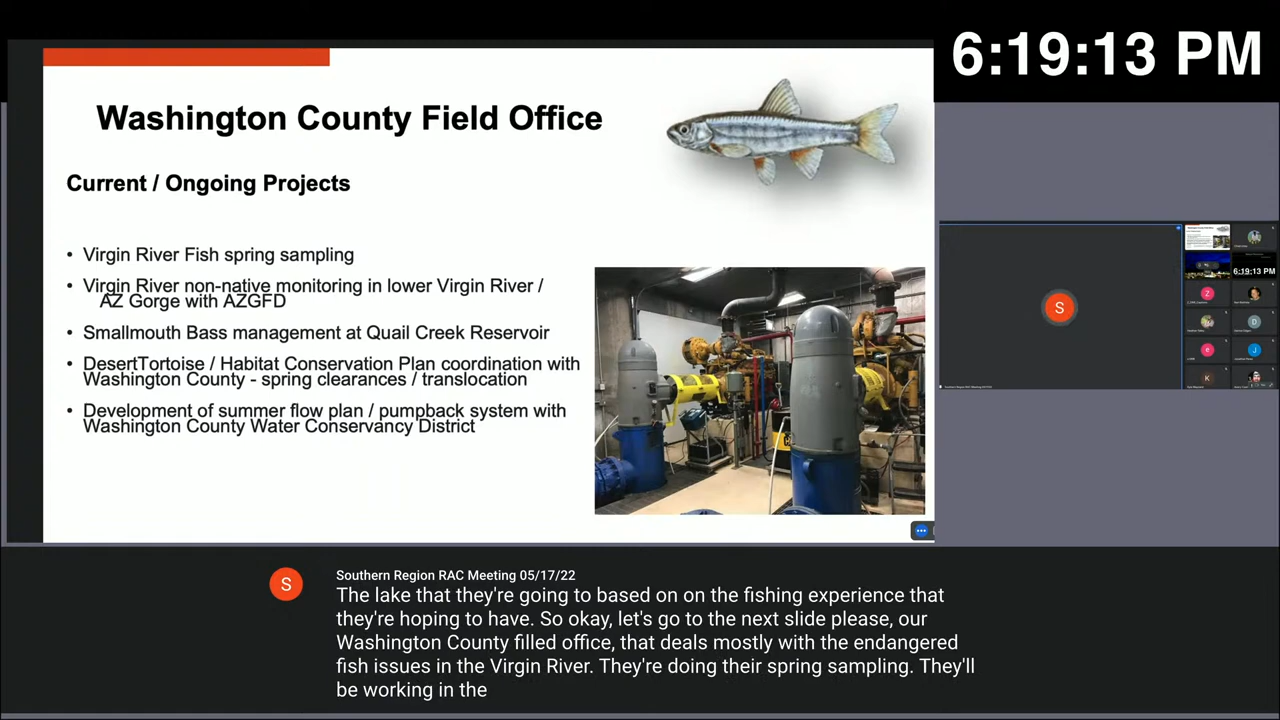 6:19:13 PM
Washington County Field Office
Current / Ongoing Projects
• Virgin River Fish spring sampling
• Virgin River non-native monitoring in lower Virgin River /
AZ Gorge with AZGFD
• Smallmouth Bass management at Quail Creek Reservoir
• DesertTortoise / Habitat Conservation Plan coordination with
Washington County - spring clearances / translocation
• Development of summer flow plan / pumpback system with
Washington County Water Conservancy District
S
6:19:13 PM
Z
e
J
K
S
Southern Region RAC Meeting 05/17/22
The lake that they're going to based on on the fishing experience that
they're hoping to have. So okay, let's go to the next slide please, our
Washington County filled office, that deals mostly with the endangered
fish issues in the Virgin River. They're doing their spring sampling. They'll
be working in the